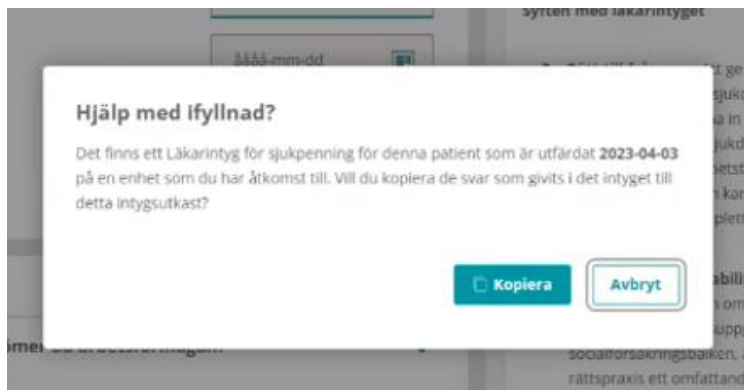 Syften med läkarintyget
åååå-mm-dd
Hjälp med ifyllnad?
Det finns ett Läkarintyg för sjukpenning för denna patient som är utfärdat 2023-04-03
på en enhet som du har åtkomst till. Vill du kopiera de svar som givits i det intyget till
detta intygsutkast?
Kopiera
Avbryt
socialförsäkringsbalken,
rättspraxis ett omfattand